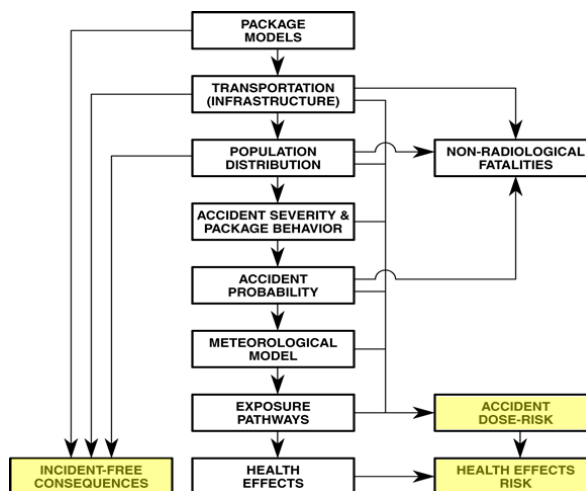 PACKAGE
MODELS
TRANSPORTATION
(INFRASTRUCTURE)
POPULATION
DISTRIBUTION
NON-RADIOLOGICAL
FATALITIES
ACCIDENT SEVERITY &
PACKAGE BEHAVIOR
ACCIDENT
PROBABILITY
METEOROLOGICAL
MODEL
EXPOSURE
PATHWAYS
ACCIDENT
DOSE-RISK
INCIDENT-FREE
CONSEQUENCES
HEALTH
EFFECTS
HEALTH EFFECTS
RISK